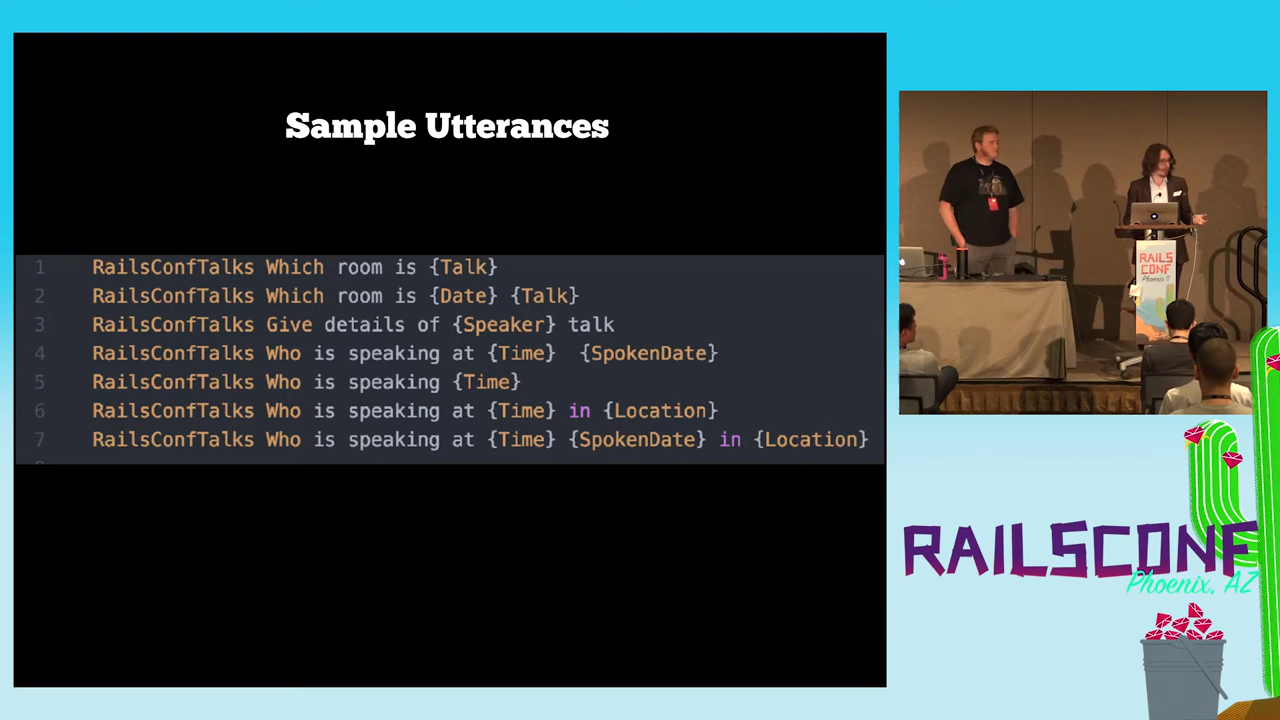 Sample Utterances
1 RailsConfTalks Which room is {Talk}
2 RailsConfTalks Which room is {Date} {Talk}
3 RailsConfTalks Give details of {Speaker} talk
4 RailsConfTalks Who is speaking at {Time}  {SpokenDate}
5 RailsConfTalks Who is speaking {Time}
6 RailsConfTalks Who is speaking at {Time} in {Location}
7 RailsConfTalks Who is speaking at {Time} {SpokenDate} in {Location}
RAILS
CONF
RAILSCONF
Phoenix, AZ